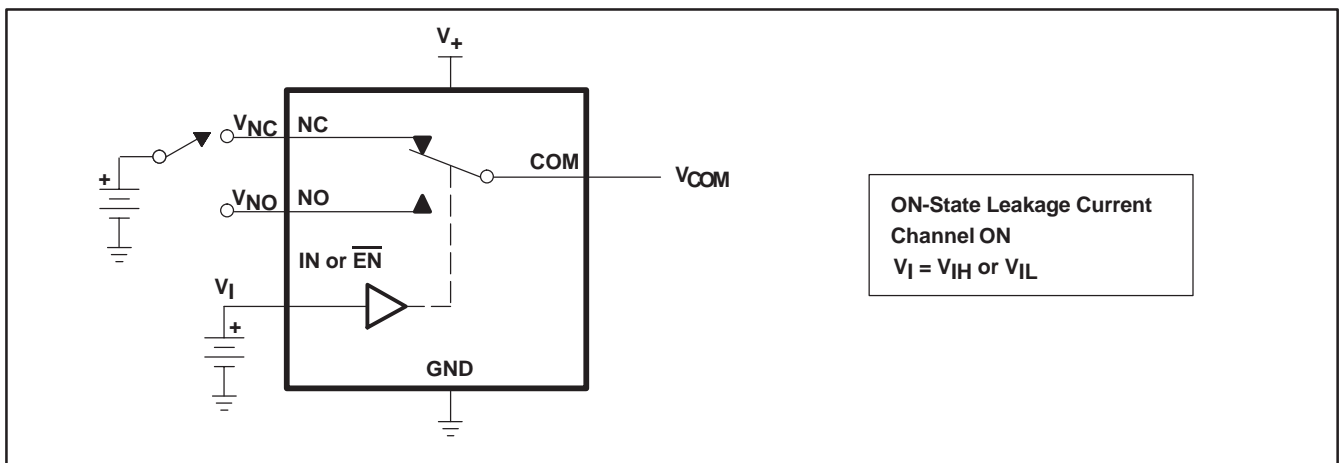 V+
VNC NC
COM VCOM
+
VNO NO
IN or E̅N̅
VI
+
GND
ON-State Leakage Current
Channel ON
VI = VIH or VIL